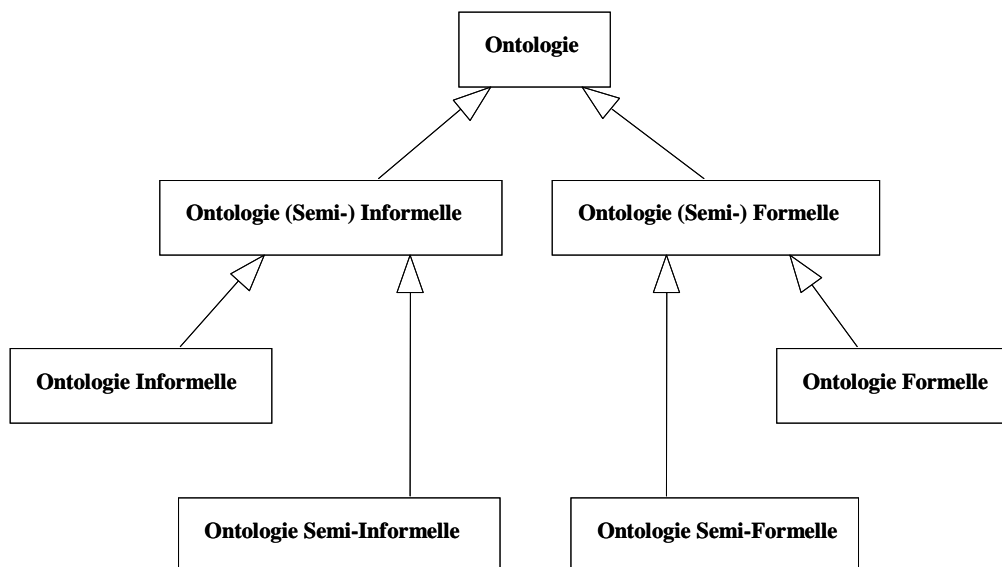 Ontologie
Ontologie (Semi-) Informelle
Ontologie (Semi-) Formelle
Ontologie Informelle
Ontologie Formelle
Ontologie Semi-Informelle
Ontologie Semi-Formelle